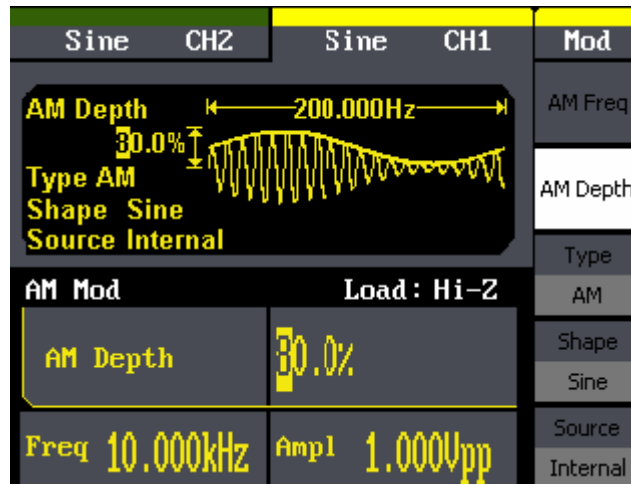 Sine CH2 Sine CH1 Mod
AM Depth 200.000Hz
80.0%
Type AM
Shape Sine
Source Internal
AM Mod Load: Hi-Z
AM Depth 80.0%
Freq 10.000kHz Ampl 1.000Vpp
AM Freq
AM Depth
Type
AM
Shape
Sine
Source
Internal